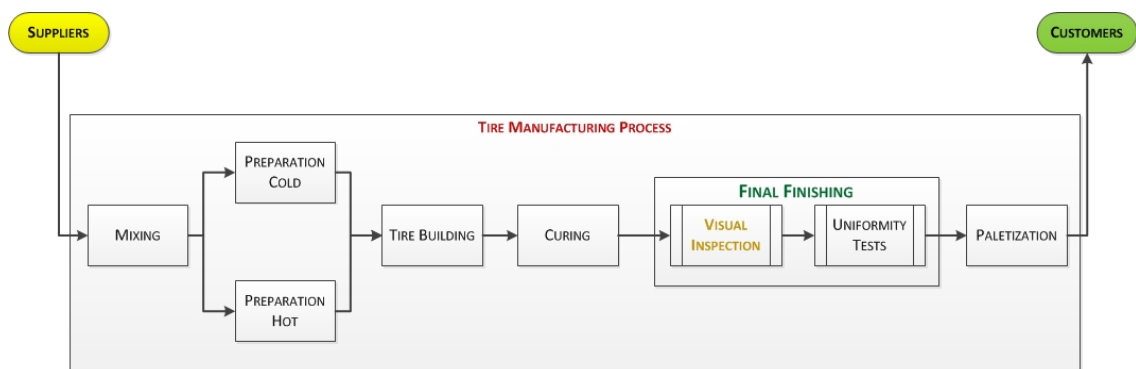 SUPPLIERS
CUSTOMERS
TIRE MANUFACTURING PROCESS
PREPARATION
COLD
FINAL FINISHING
MIXING
TIRE BUILDING
CURING
VISUAL
INSPECTION
UNIFORMITY
TESTS
PALETIZATION
PREPARATION
HOT